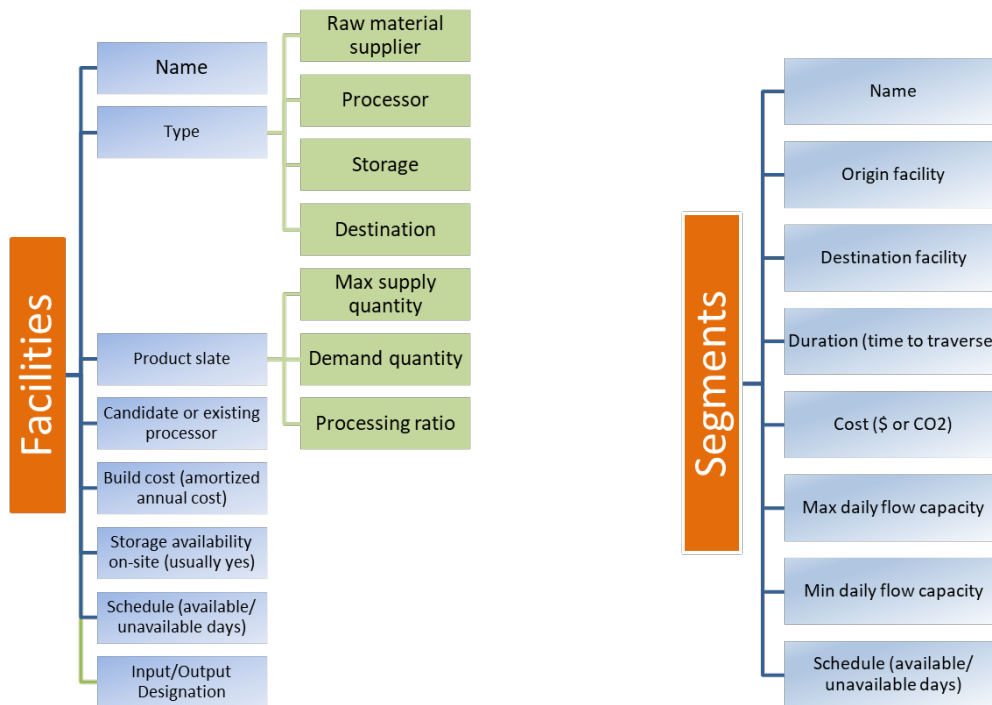 Facilities
Name
Type
Raw material
supplier
Processor
Storage
Destination
Product slate
Max supply
quantity
Demand quantity
Processing ratio
Candidate or existing
processor
Build cost (amortized
annual cost)
Storage availability
on-site (usually yes)
Schedule (available/
unavailable days)
Input/Output
Designation
Segments
Name
Origin facility
Destination facility
Duration (time to traverse
Cost ($ or CO2)
Max daily flow capacity
Min daily flow capacity
Schedule (available/
unavailable days)